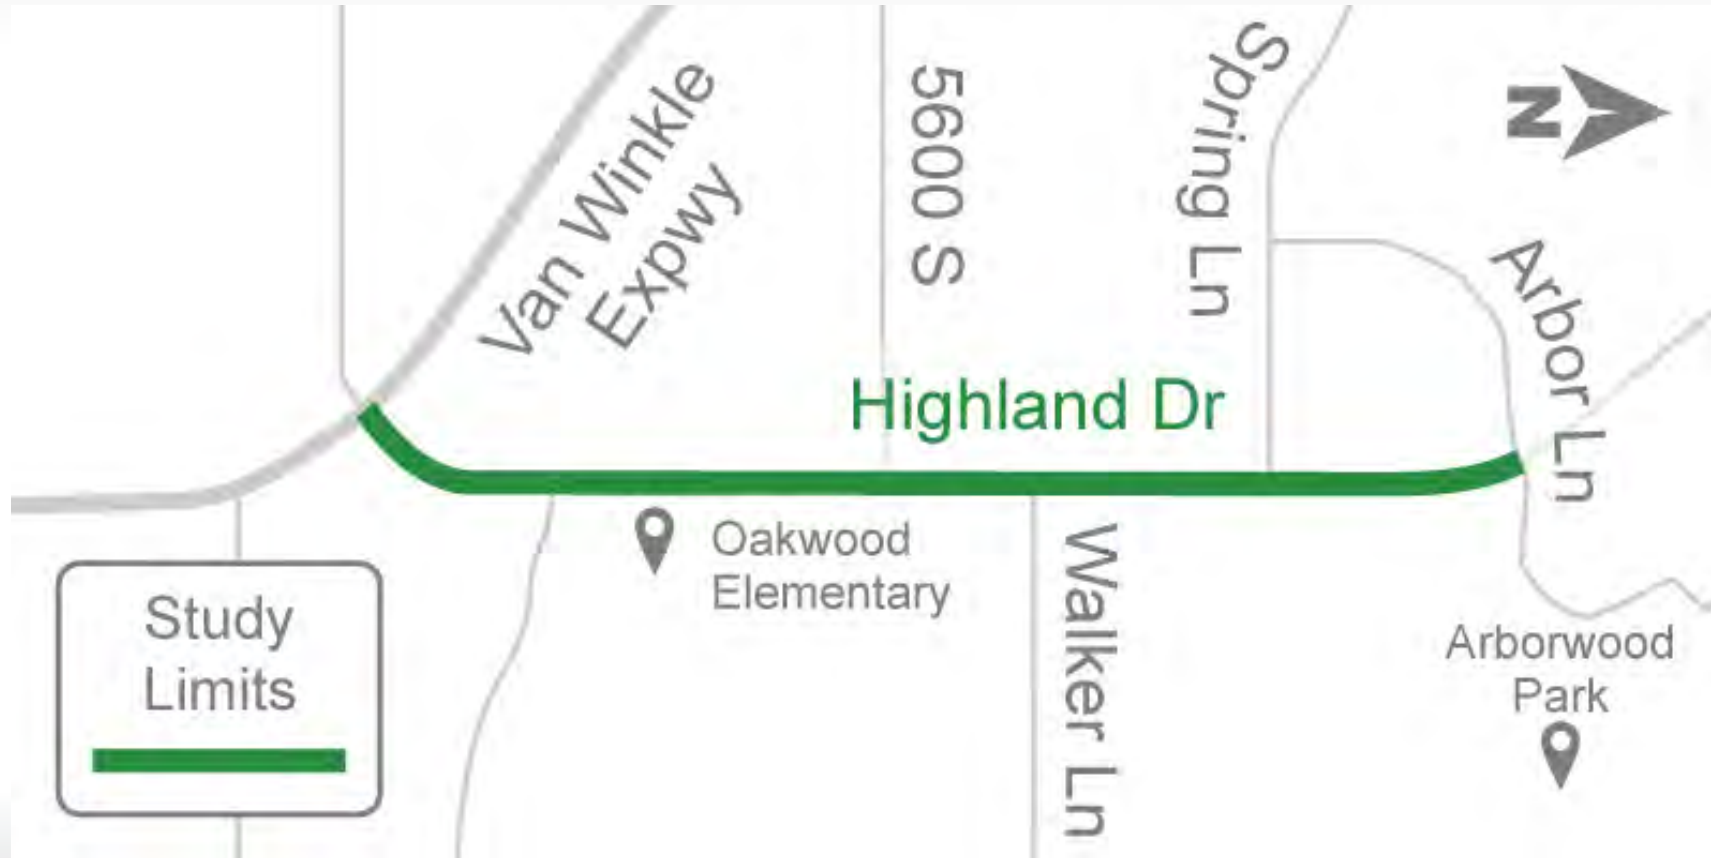 Van Winkle
Expwy
5600 S
Spring Ln
N
Arbor Ln
Highland Dr
Oakwood
Elementary
Walker Ln
Study
Limits
Arborwood
Park